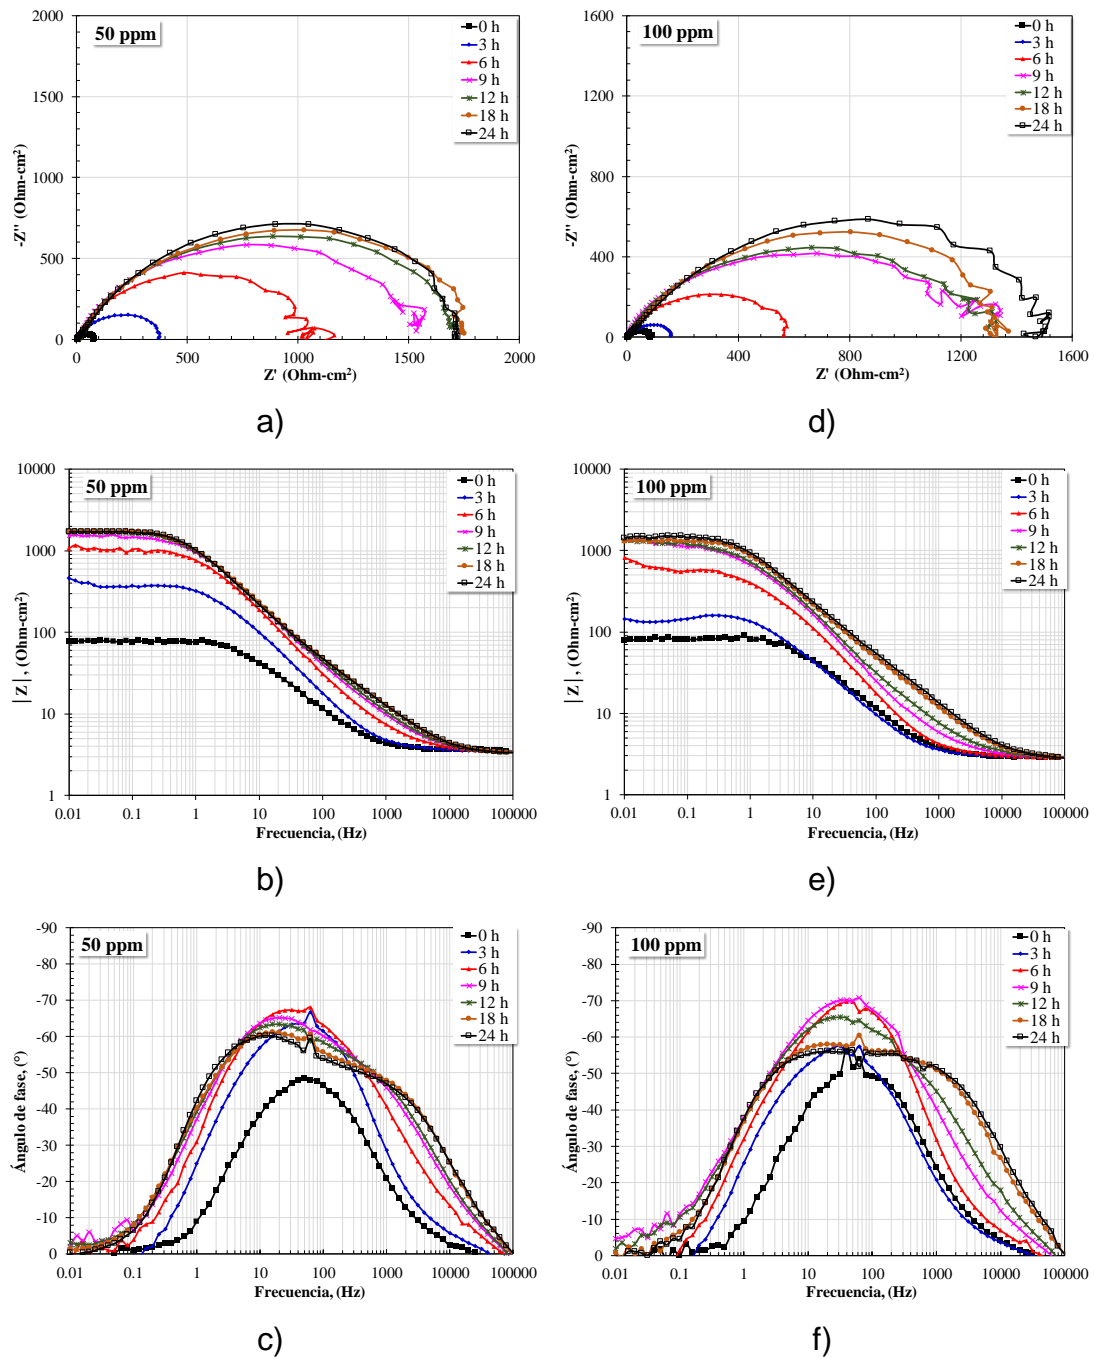 50 ppm
0 h
3 h
6 h
9 h
12 h
18 h
24 h
2000
1500
1000
500
0
0 500 1000 1500 2000
-Z'' (Ohm-cm²)
Z' (Ohm-cm²)
a)
100 ppm
0 h
3 h
6 h
9 h
12 h
18 h
24 h
1600
1200
800
400
0
0 400 800 1200 1600
-Z'' (Ohm-cm²)
Z' (Ohm-cm²)
d)
50 ppm
0 h
3 h
6 h
9 h
12 h
18 h
24 h
10000
1000
100
10
1
0.01 0.1 1 10 100 1000 10000 100000
|Z|, (Ohm-cm²)
Frecuencia, (Hz)
b)
100 ppm
0 h
3 h
6 h
9 h
12 h
18 h
24 h
10000
1000
100
10
1
0.01 0.1 1 10 100 1000 10000 100000
|Z|, (Ohm-cm²)
Frecuencia, (Hz)
e)
50 ppm
0 h
3 h
6 h
9 h
12 h
18 h
24 h
-90
-80
-70
-60
-50
-40
-30
-20
-10
0
0.01 0.1 1 10 100 1000 10000 100000
Ángulo de fase, (°)
Frecuencia, (Hz)
c)
100 ppm
0 h
3 h
6 h
9 h
12 h
18 h
24 h
-90
-80
-70
-60
-50
-40
-30
-20
-10
0
0.01 0.1 1 10 100 1000 10000 100000
Ángulo de fase, (°)
Frecuencia, (Hz)
f)